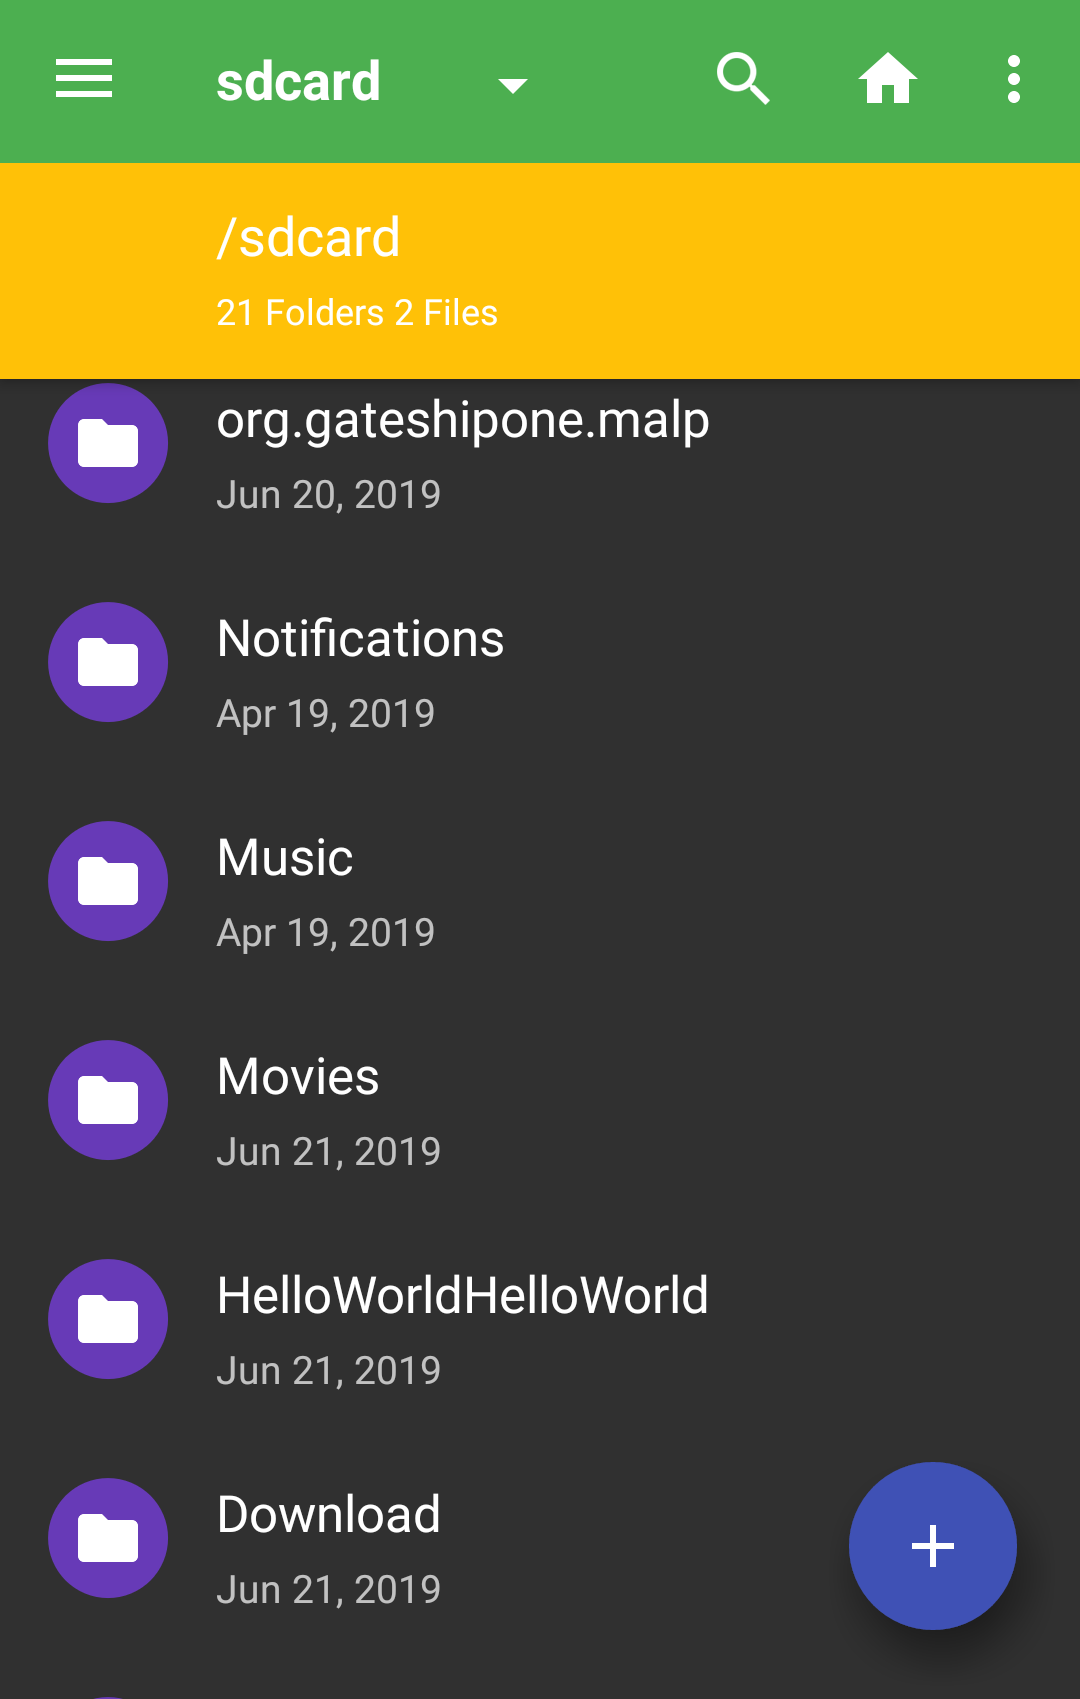 sdcard
/sdcard
21 Folders 2 Files
org.gateshipone.malp
Jun 20, 2019
Notifications
Apr 19, 2019
Music
Apr 19, 2019
Movies
Jun 21, 2019
HelloWorldHelloWorld
Jun 21, 2019
Download
Jun 21, 2019